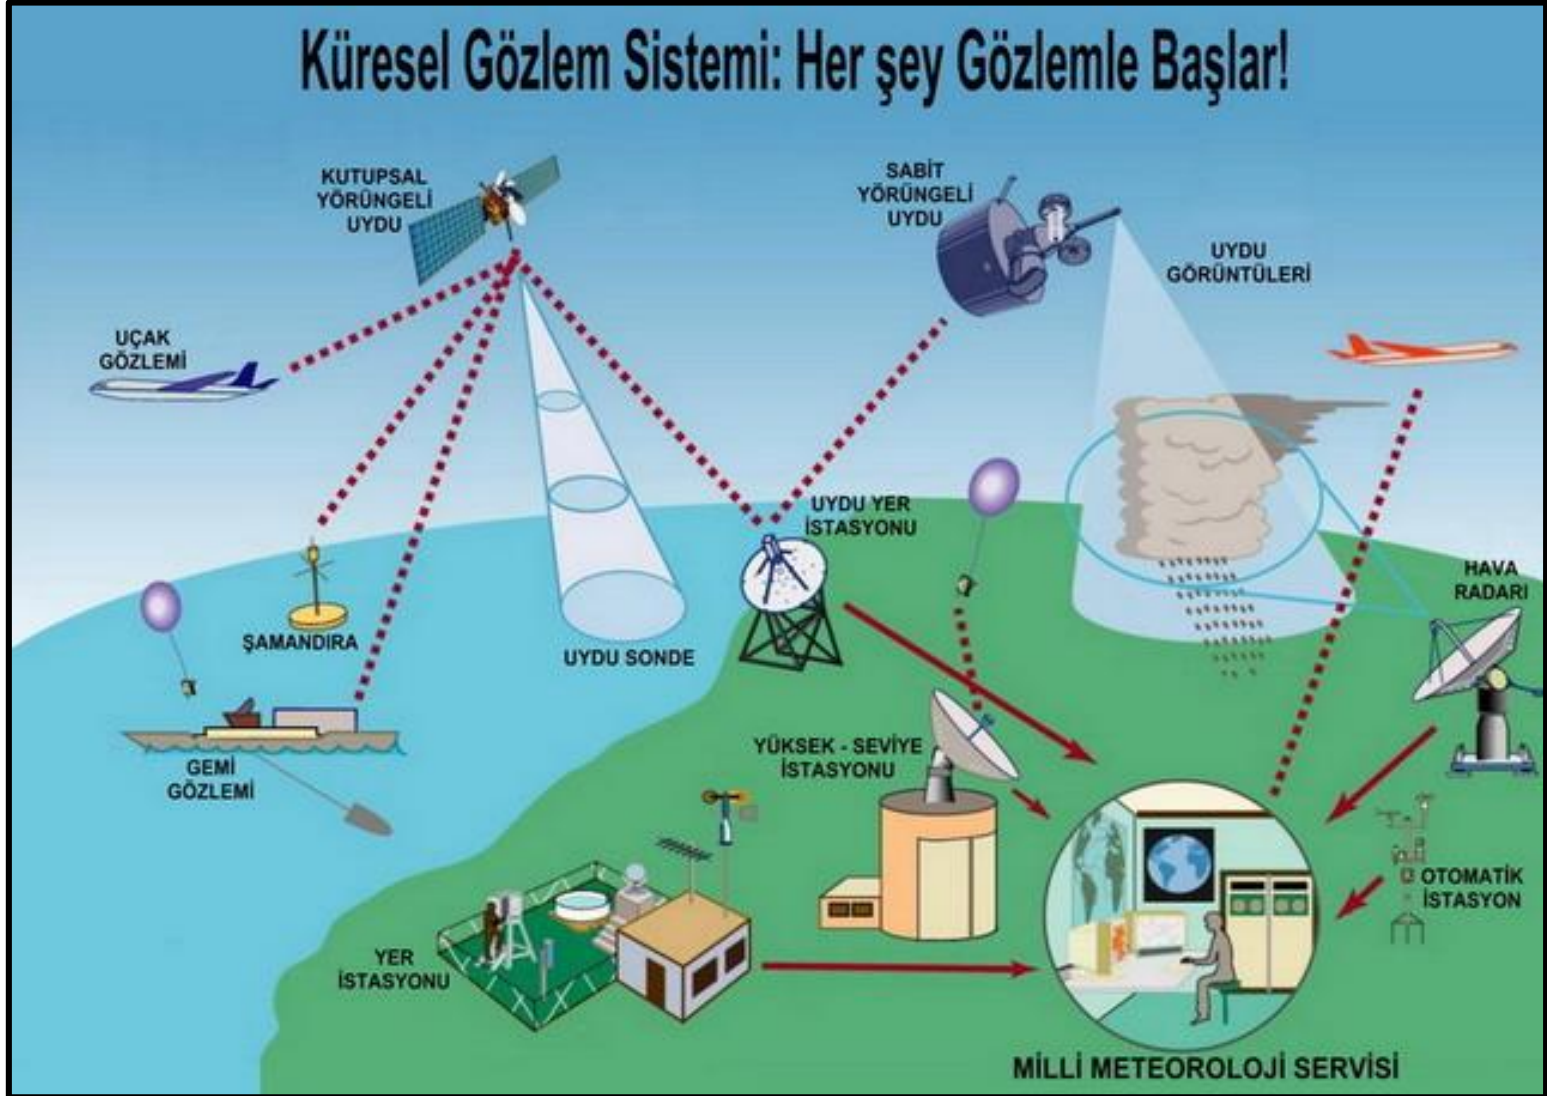 Küresel Gözlem Sistemi: Her şey Gözlemle Başlar!
KUTUPSAL
YÖRÜNGELİ
UYDU
SABİT
YÖRÜNGELİ
UYDU
UYDU
GÖRÜNTÜLERİ
UÇAK
GÖZLEMİ
UYDU YER
İSTASYONU
HAVA
RADARI
ŞAMANDIRA
UYDU SONDE
GEMİ
GÖZLEMİ
YÜKSEK - SEVİYE
İSTASYONU
OTOMATİK
İSTASYON
YER
İSTASYONU
MİLLİ METEOROLOJİ SERVİSİ